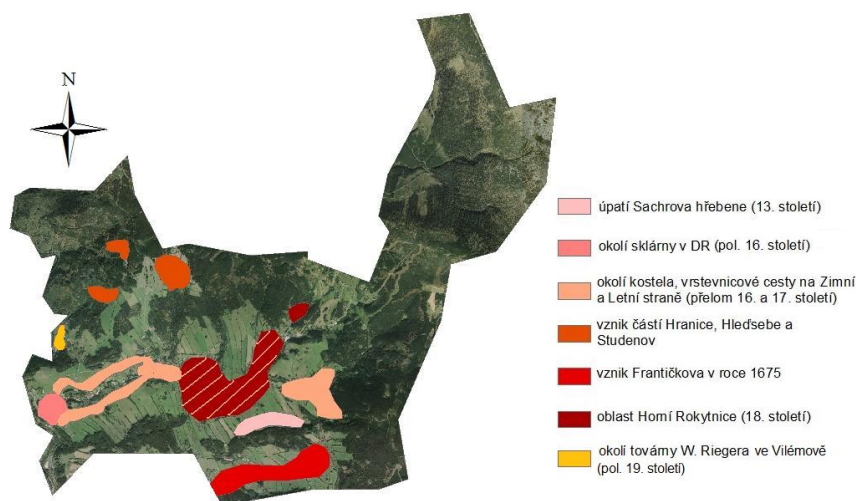 N
úpatí Sachrova hřebene (13. století)
okolí sklárny v DR (pol. 16. století)
okolí kostela, vrstevnicové cesty na Zimní
a Letní straně (přelom 16. a 17. století)
vznik částí Hranice, Hleďsebe a
Studenov
vznik Františkova v roce 1675
oblast Horní Rokytnice (18. století)
okolí továrny W. Riegera ve Vilémově
(pol. 19. století)